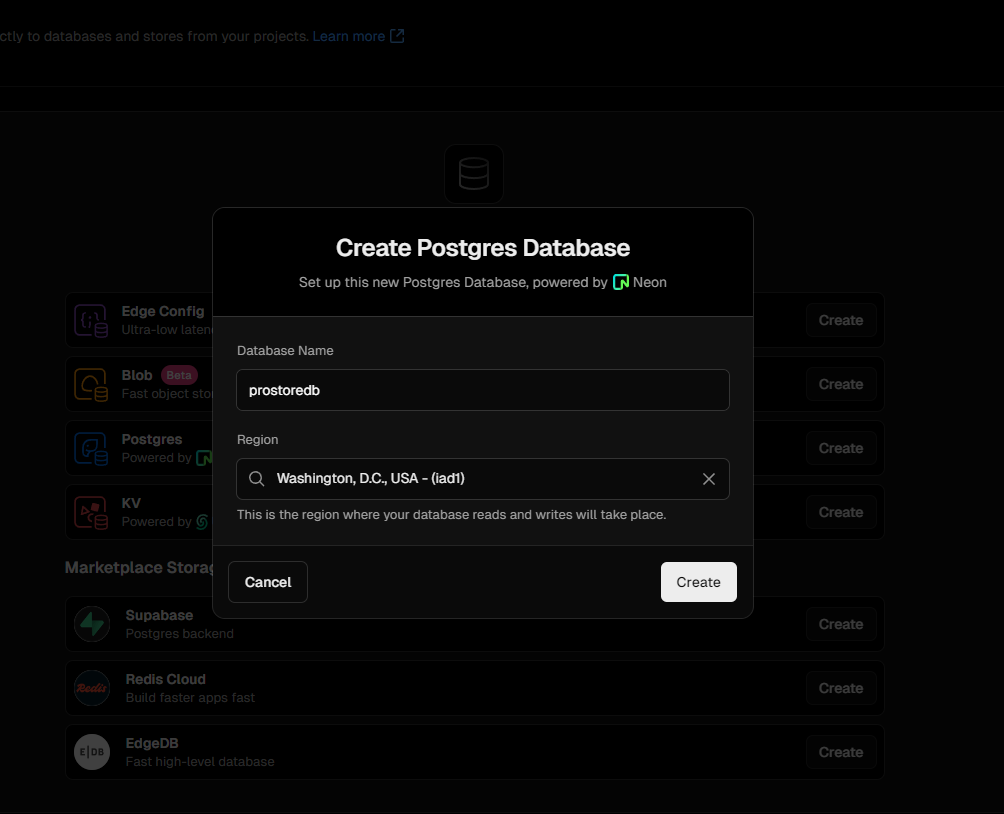 ctly to databases and stores from your projects. Learn more
Create Postgres Database
Set up this new Postgres Database, powered by Neon
Database Name
prostoredb
Region
Washington, D.C., USA - (iad1)
This is the region where your database reads and writes will take place.
Cancel
Create
Edge Config
Ultra-low laten
Create
Blob Beta
Fast object stor
Create
Postgres
Powered by
Create
KV
Powered by
Create
Marketplace Storag
Supabase
Postgres backend
Create
Redis
Redis Cloud
Build faster apps fast
Create
E|DB
EdgeDB
Fast high-level database
Create